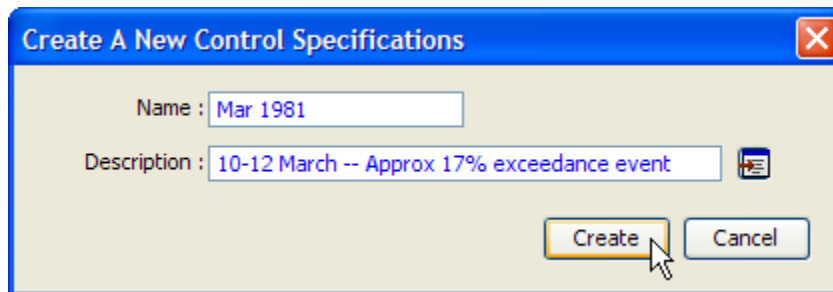 Create A New Control Specifications
Name : Mar 1981
Description : 10-12 March -- Approx 17% exceedance event
Create Cancel